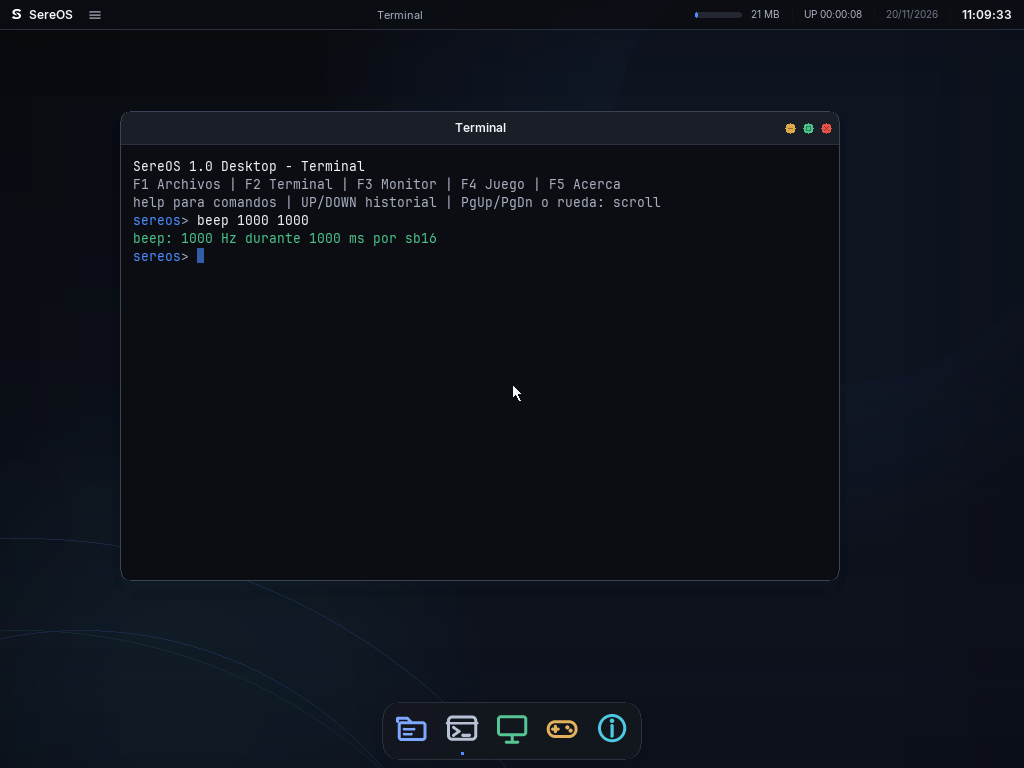 SereOS
Terminal
21 MB
UP 00:00:08
20/11/2026
11:09:33
Terminal
SereOS 1.0 Desktop - Terminal
F1 Archivos | F2 Terminal | F3 Monitor | F4 Juego | F5 Acerca
help para comandos | UP/DOWN historial | PgUp/PgDn o rueda: scroll
sereos> beep 1000 1000
beep: 1000 Hz durante 1000 ms por sb16
sereos>